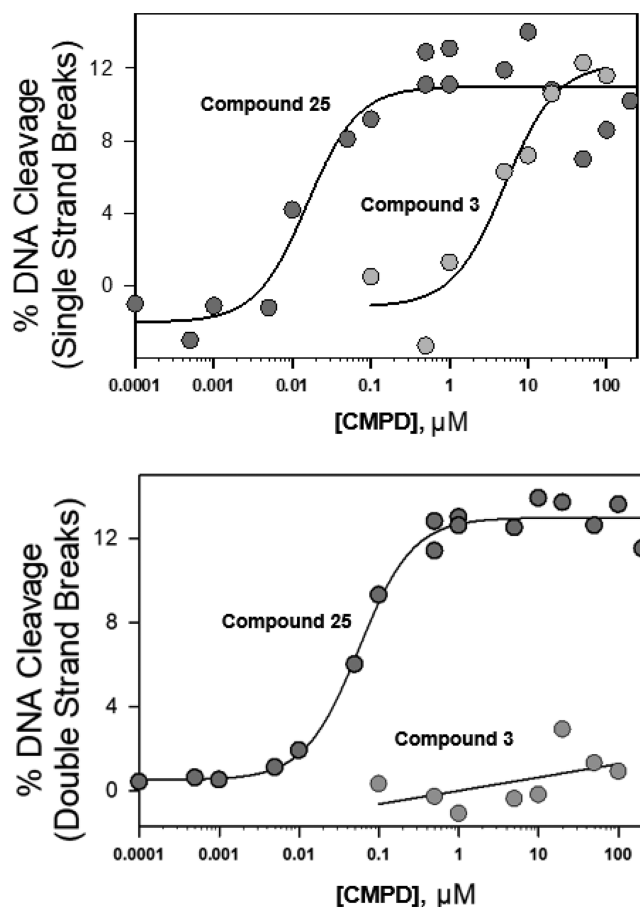 % DNA Cleavage
(Single Strand Breaks)
12
8
4
0
Compound 25
Compound 3
0.0001
0.001
0.01
0.1
1
10
100
[CMPD], µM
% DNA Cleavage
(Double Strand Breaks)
12
8
4
0
Compound 25
Compound 3
0.0001
0.001
0.01
0.1
1
10
100
[CMPD], µM